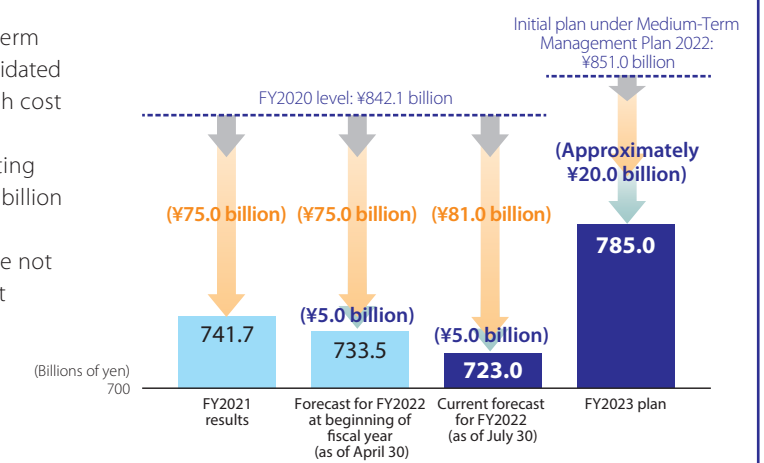 erm
idated
h cost
ing
billion
e not
t
Initial plan under Medium-Term
Management Plan 2022:
¥851.0 billion
FY2020 level: ¥842.1 billion
(Approximately
¥20.0 billion)
(¥75.0 billion) (¥75.0 billion) (¥81.0 billion)
785.0
(¥5.0 billion)
(¥5.0 billion)
741.7
733.5
723.0
(Billions of yen)
700
FY2021
results
Forecast for FY2022
at beginning of
fiscal year
(as of April 30)
Current forecast
for FY2022
(as of July 30)
FY2023 plan